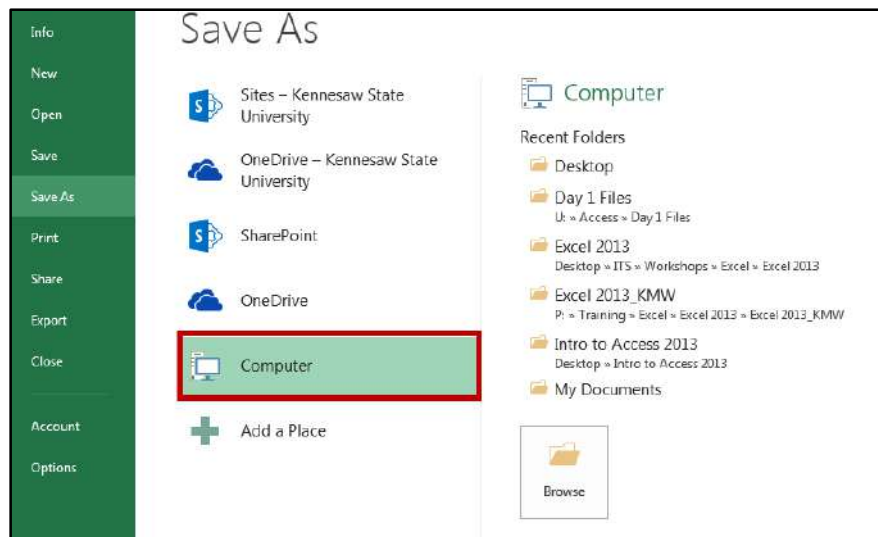 Info
New
Open
Save
Save As
Print
Share
Export
Close
Account
Options
Save As
Sites – Kennesaw State
University
OneDrive – Kennesaw State
University
SharePoint
OneDrive
Computer
Add a Place
Computer
Recent Folders
Desktop
Day 1 Files
U: » Access » Day 1 Files
Excel 2013
Desktop » ITS » Workshops » Excel » Excel 2013
Excel 2013_KMW
P: » Training » Excel » Excel 2013 » Excel 2013_KMW
Intro to Access 2013
Desktop » Intro to Access 2013
My Documents
Browse